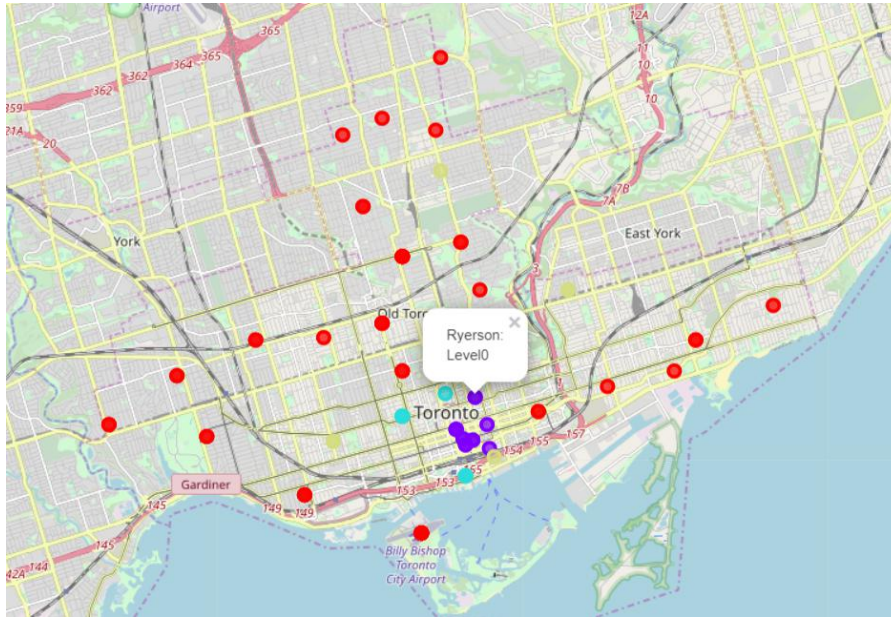 Airport
365
365
364
362
362
359
21A
20
12A
11
10
10
7B
7A
York
East York
3
Old Toro
×
Ryerson:
Level0
Toronto
157
155
154
155
153
153
Gardiner
149
149
145
145
144
42A
Billy Bishop
Toronto
City Airport